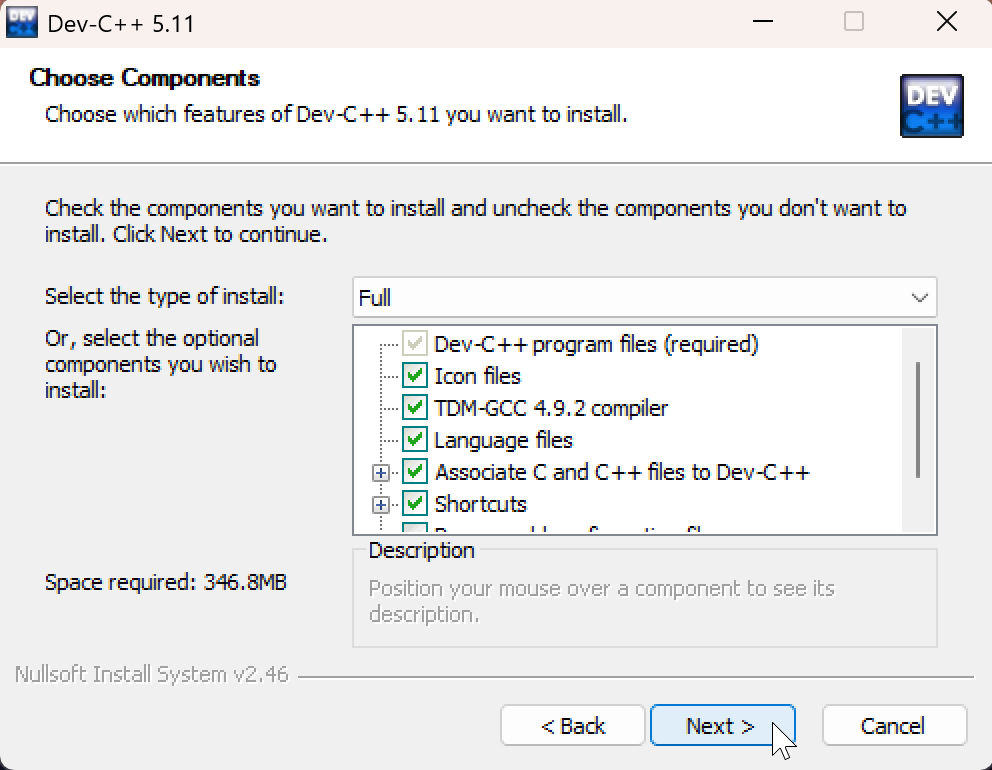 Dev-C++ 5.11
Choose Components
Choose which features of Dev-C++ 5.11 you want to install.
DEV
C++
Check the components you want to install and uncheck the components you don't want to
install. Click Next to continue.
Select the type of install:
Full
Or, select the optional
components you wish to
install:
Dev-C++ program files (required)
Icon files
TDM-GCC 4.9.2 compiler
Language files
Associate C and C++ files to Dev-C++
Shortcuts
Description
Position your mouse over a component to see its
description.
Space required: 346.8MB
Nullsoft Install System v2.46
< Back
Next >
Cancel